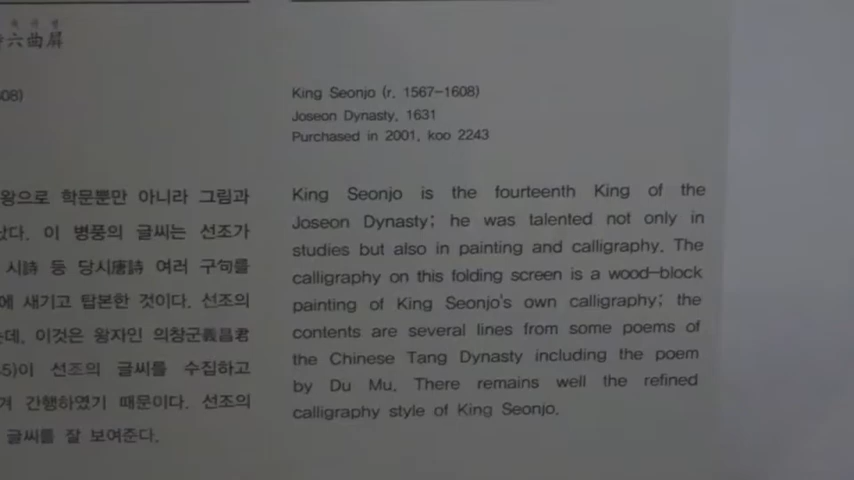 六曲屛
08)
왕으로 학문뿐만 아니라 그림과
났다. 이 병풍의 글씨는 선조가
시詩 등 당시唐詩 여러 구句를
에 새기고 탑본한 것이다. 선조의
는데, 이것은 왕자인 의창군義昌君
5)이 선조의 글씨를 수집하고
겨 간행하였기 때문이다. 선조의
글씨를 잘 보여준다.
King Seonjo (r. 1567-1608)
Joseon Dynasty, 1631
Purchased in 2001, koo 2243
King Seonjo is the fourteenth King of the
Joseon Dynasty; he was talented not only in
studies but also in painting and calligraphy. The
calligraphy on this folding screen is a wood-block
painting of King Seonjo's own calligraphy; the
contents are several lines from some poems of
the Chinese Tang Dynasty including the poem
by Du Mu. There remains well the refined
calligraphy style of King Seonjo.